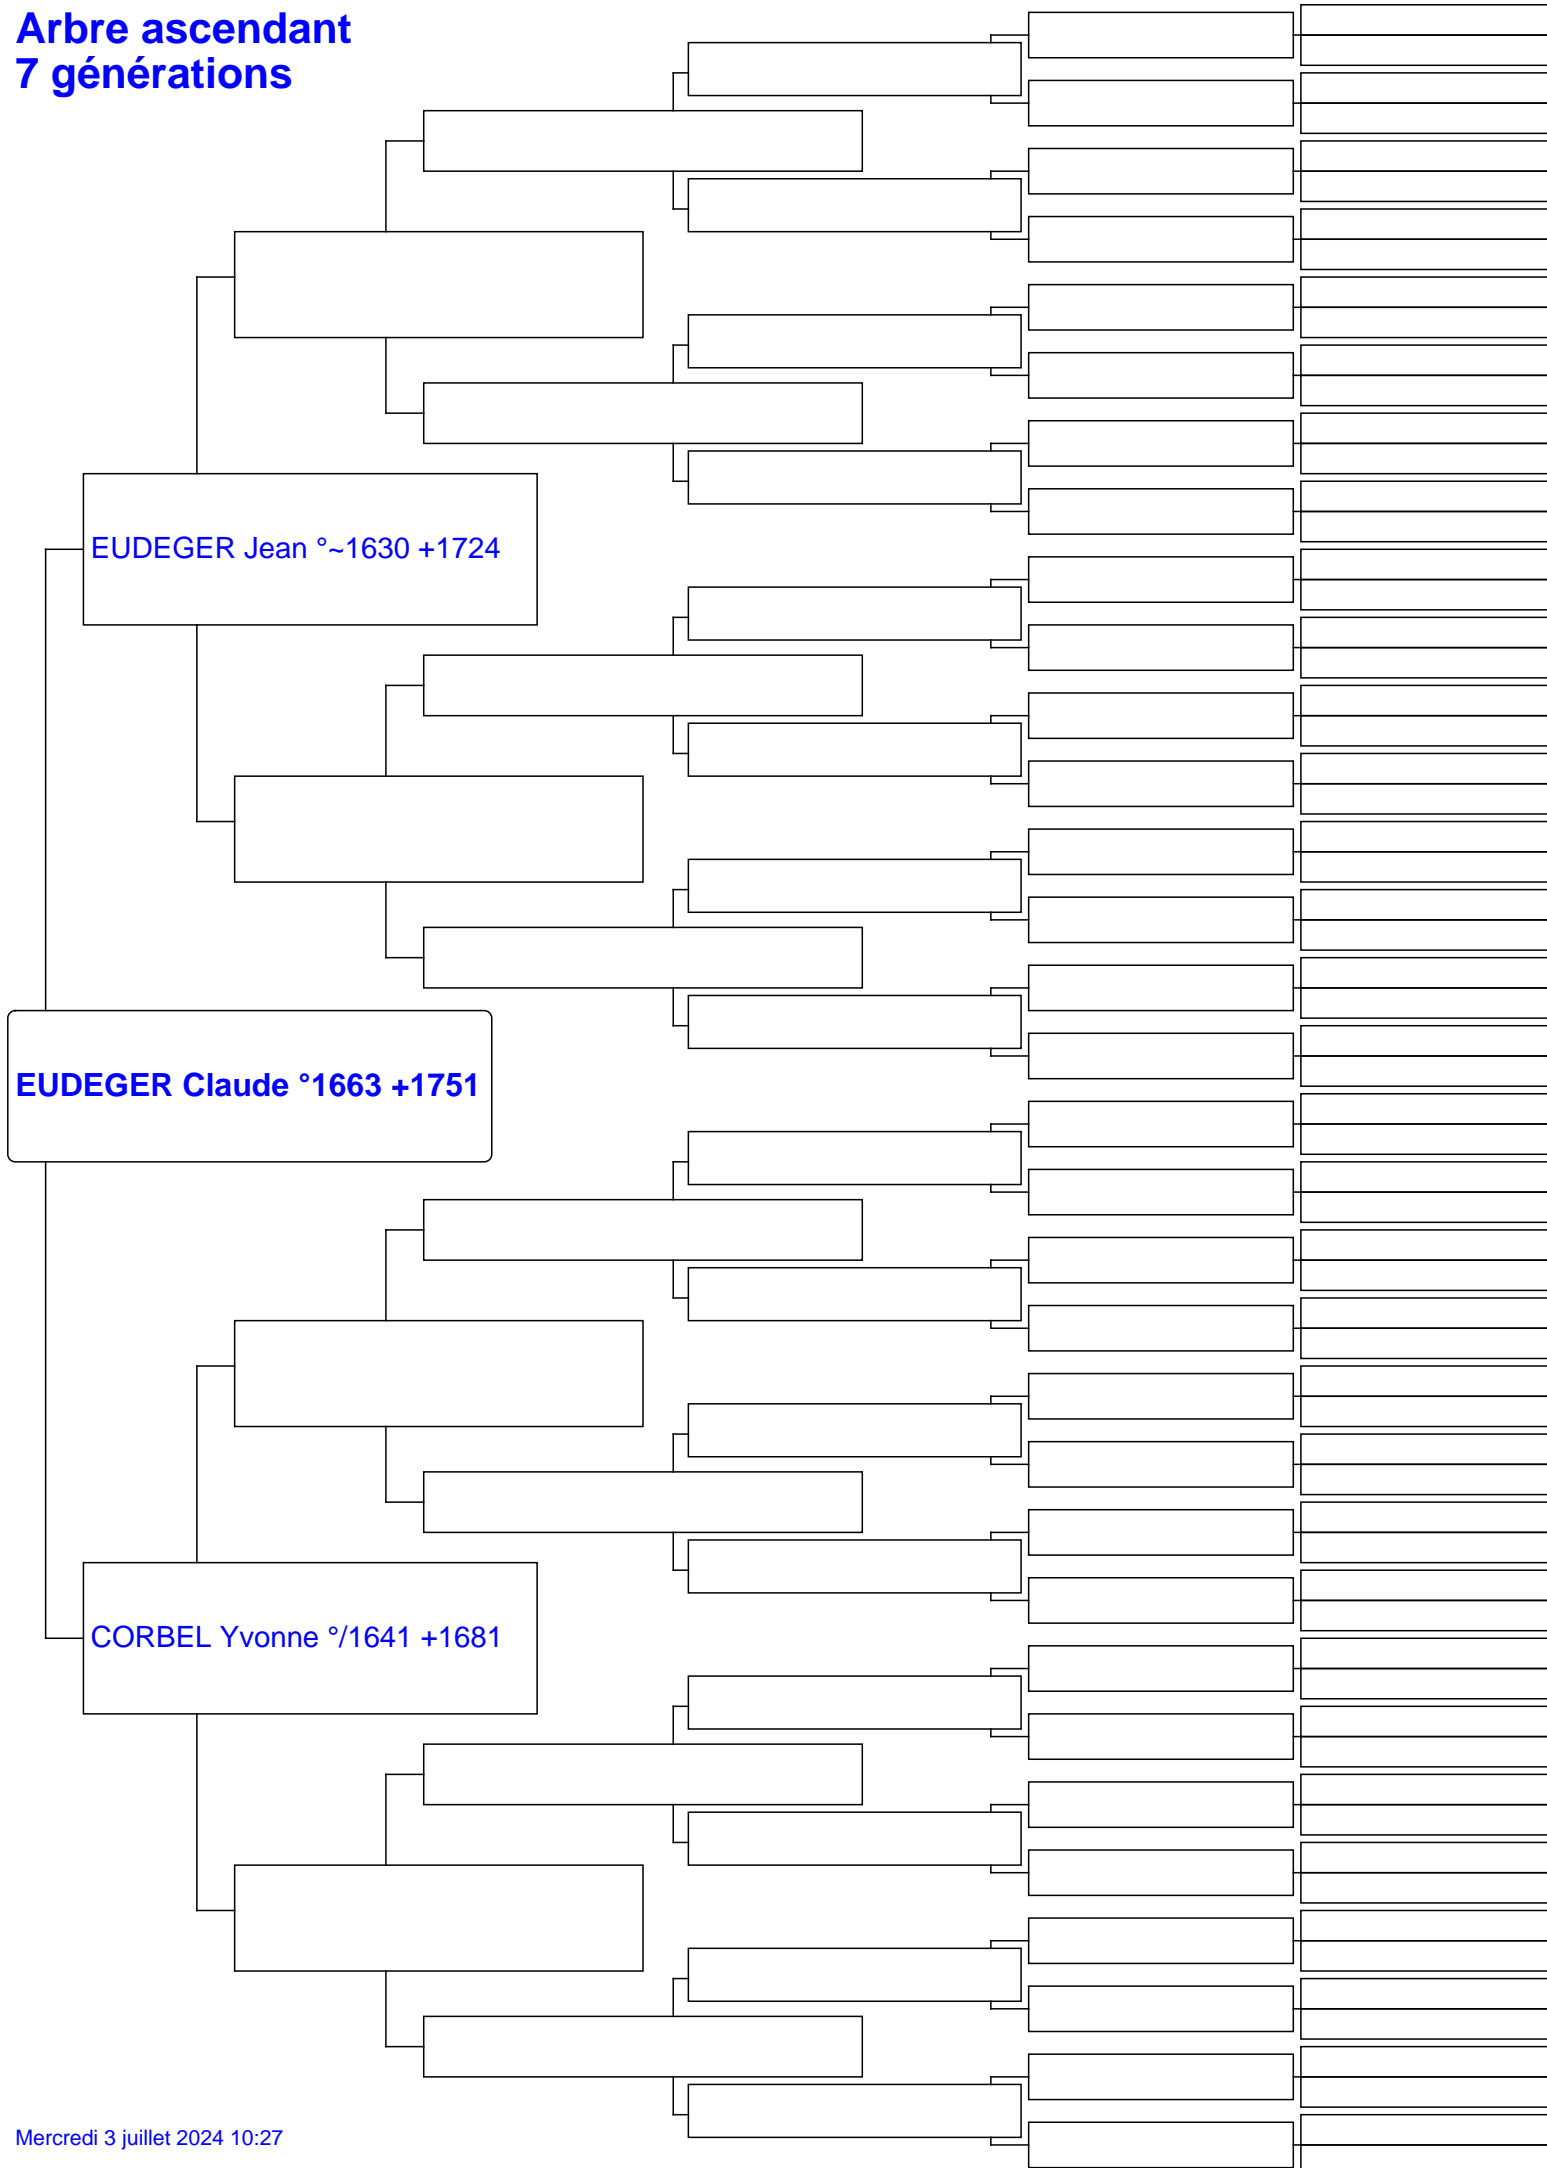 Arbre ascendant
7 générations
EUDEGER Jean °~1630 +1724
EUDEGER Claude °1663 +1751
CORBEL Yvonne °/1641 +1681
Mercredi 3 juillet 2024 10:27